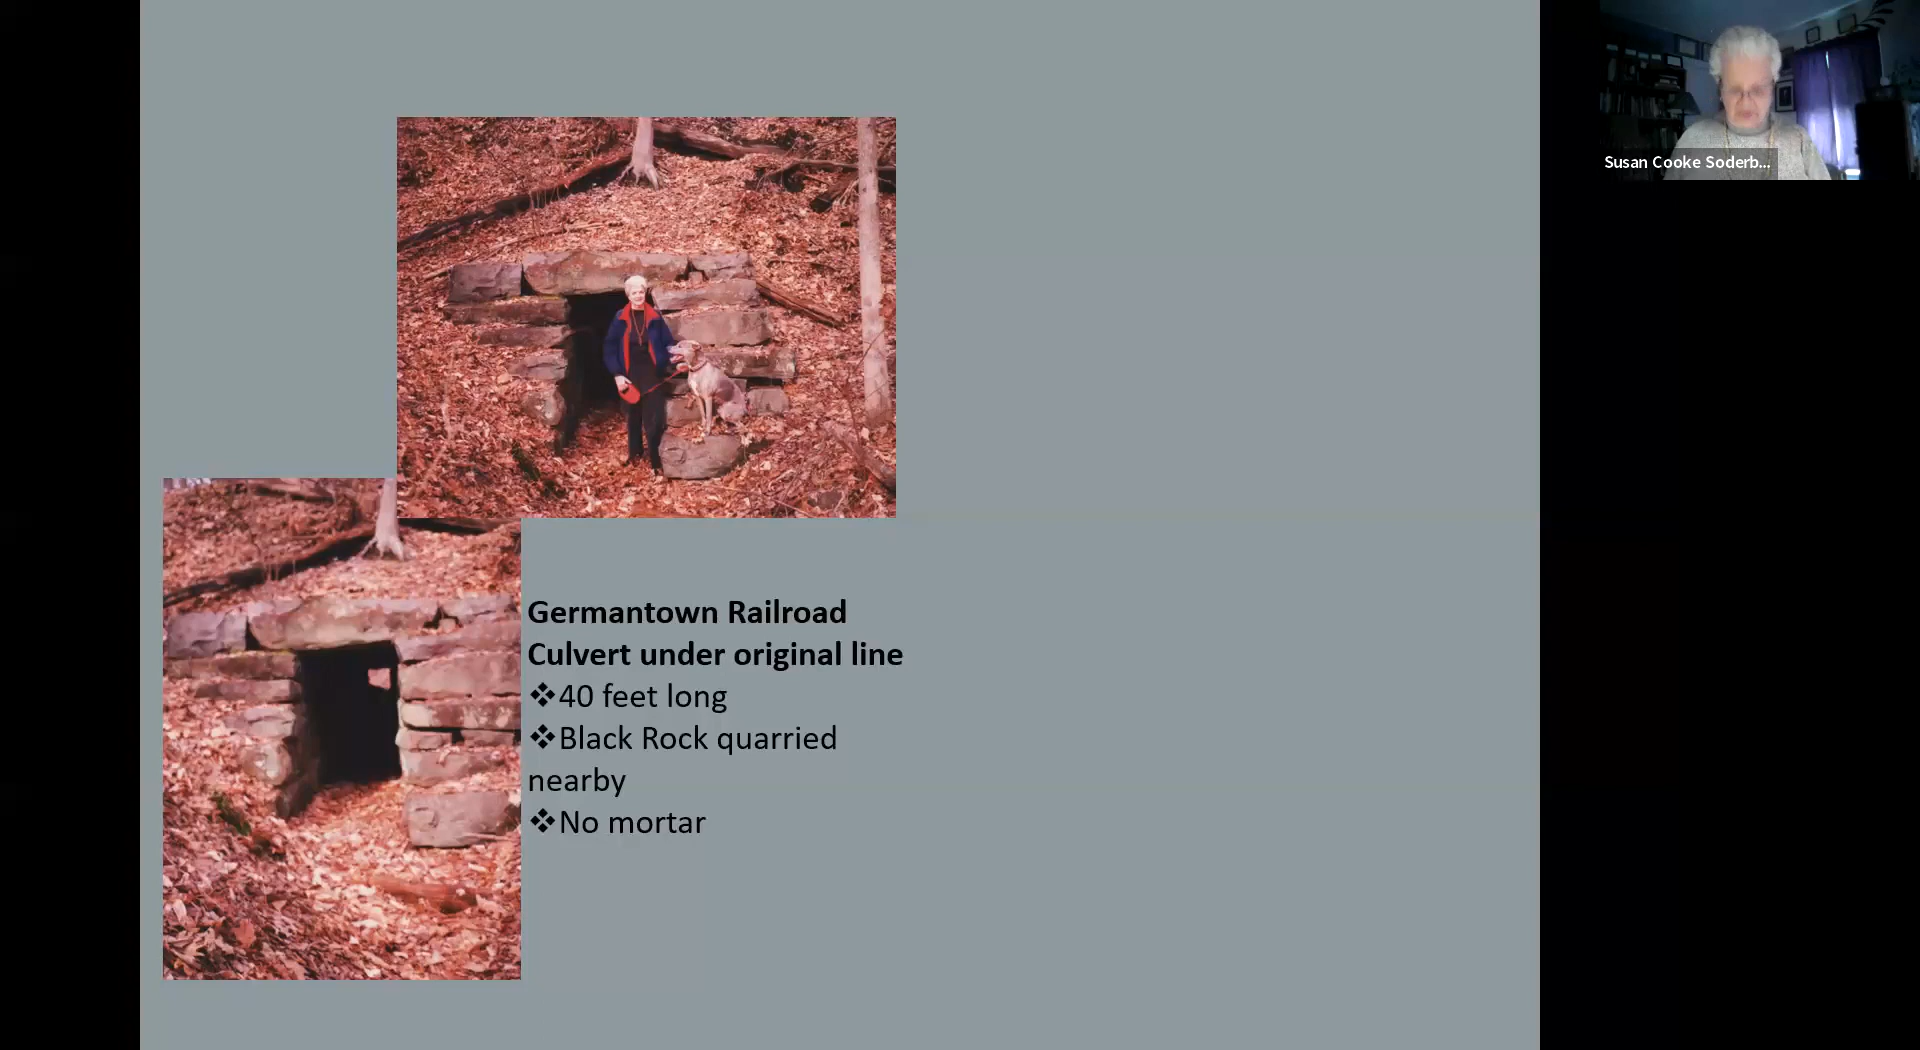 Susan Cooke Soderb...
Germantown Railroad
Culvert under original line
❖40 feet long
❖Black Rock quarried
nearby
❖No mortar